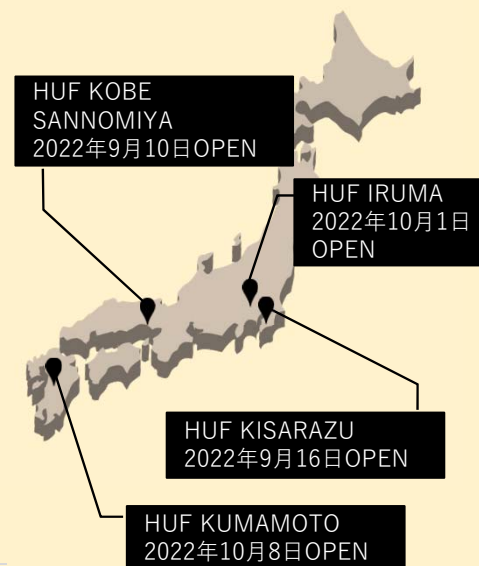 HUF KOBE
SANNOMIYA
2022年9月10日OPEN
HUF IRUMA
2022年10月1日
OPEN
HUF KISARAZU
2022年9月16日OPEN
HUF KUMAMOTO
2022年10月8日OPEN